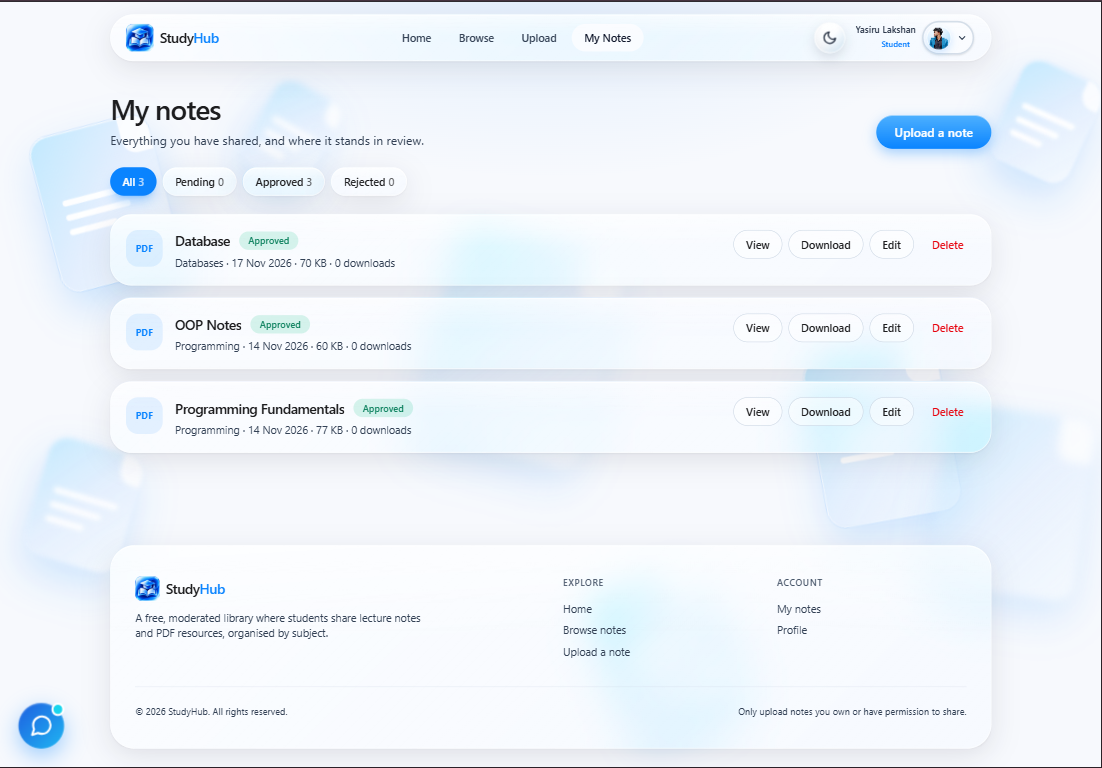 StudyHub
Home Browse Upload My Notes
Yasiru Lakshan
Student
My notes
Everything you have shared, and where it stands in review.
Upload a note
All 3 Pending 0 Approved 3 Rejected 0
PDF
Database Approved
Databases · 17 Nov 2026 · 70 KB · 0 downloads
View Download Edit Delete
PDF
OOP Notes Approved
Programming · 14 Nov 2026 · 60 KB · 0 downloads
View Download Edit Delete
PDF
Programming Fundamentals Approved
Programming · 14 Nov 2026 · 77 KB · 0 downloads
View Download Edit Delete
StudyHub
A free, moderated library where students share lecture notes
and PDF resources, organised by subject.
EXPLORE
Home
Browse notes
Upload a note
ACCOUNT
My notes
Profile
© 2026 StudyHub. All rights reserved.
Only upload notes you own or have permission to share.